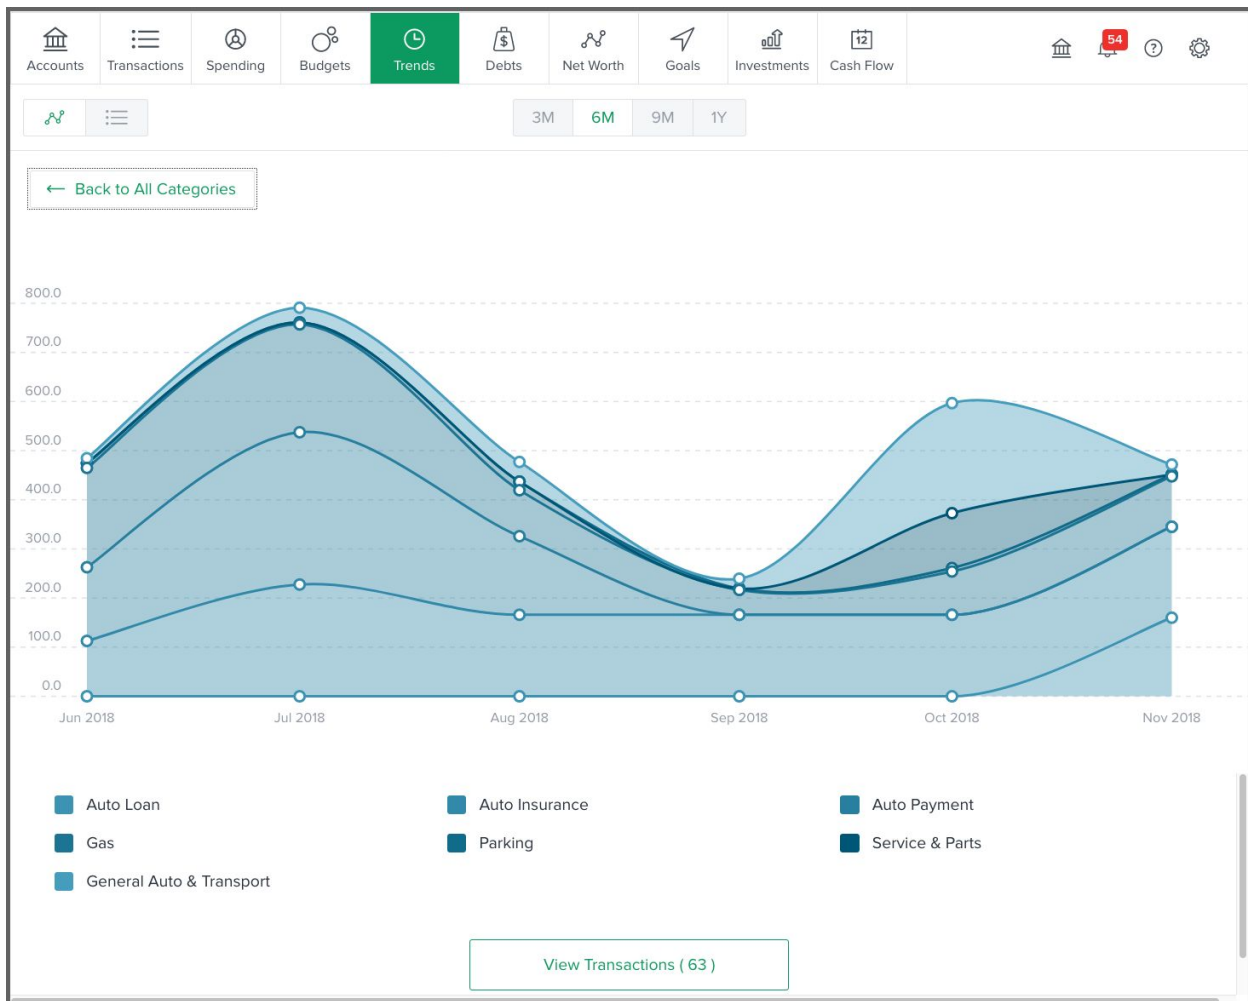 Accounts Transactions Spending Budgets Trends Debts Net Worth Goals Investments Cash Flow
$ 12 54 ?
3M 6M 9M 1Y
← Back to All Categories
800.0
700.0
600.0
500.0
400.0
300.0
200.0
100.0
0.0
Jun 2018 Jul 2018 Aug 2018 Sep 2018 Oct 2018 Nov 2018
Auto Loan Auto Insurance Auto Payment
Gas Parking Service & Parts
General Auto & Transport
View Transactions ( 63 )